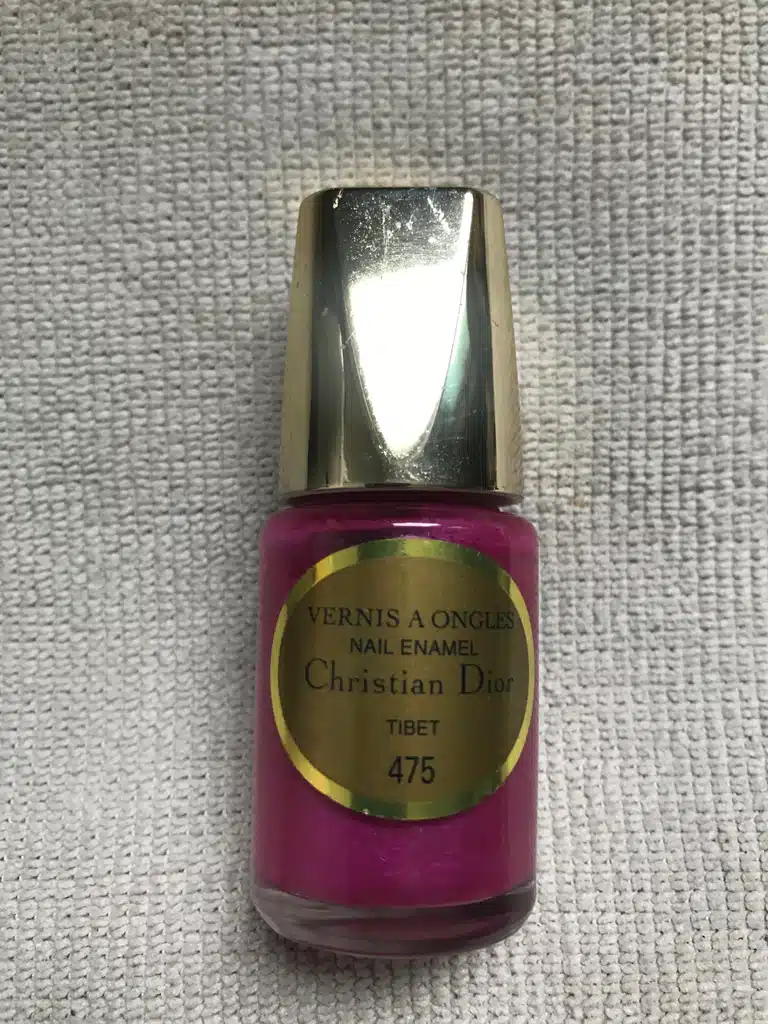 VERNIS A ONGLES
NAIL ENAMEL
Christian Dior
TIBET
475